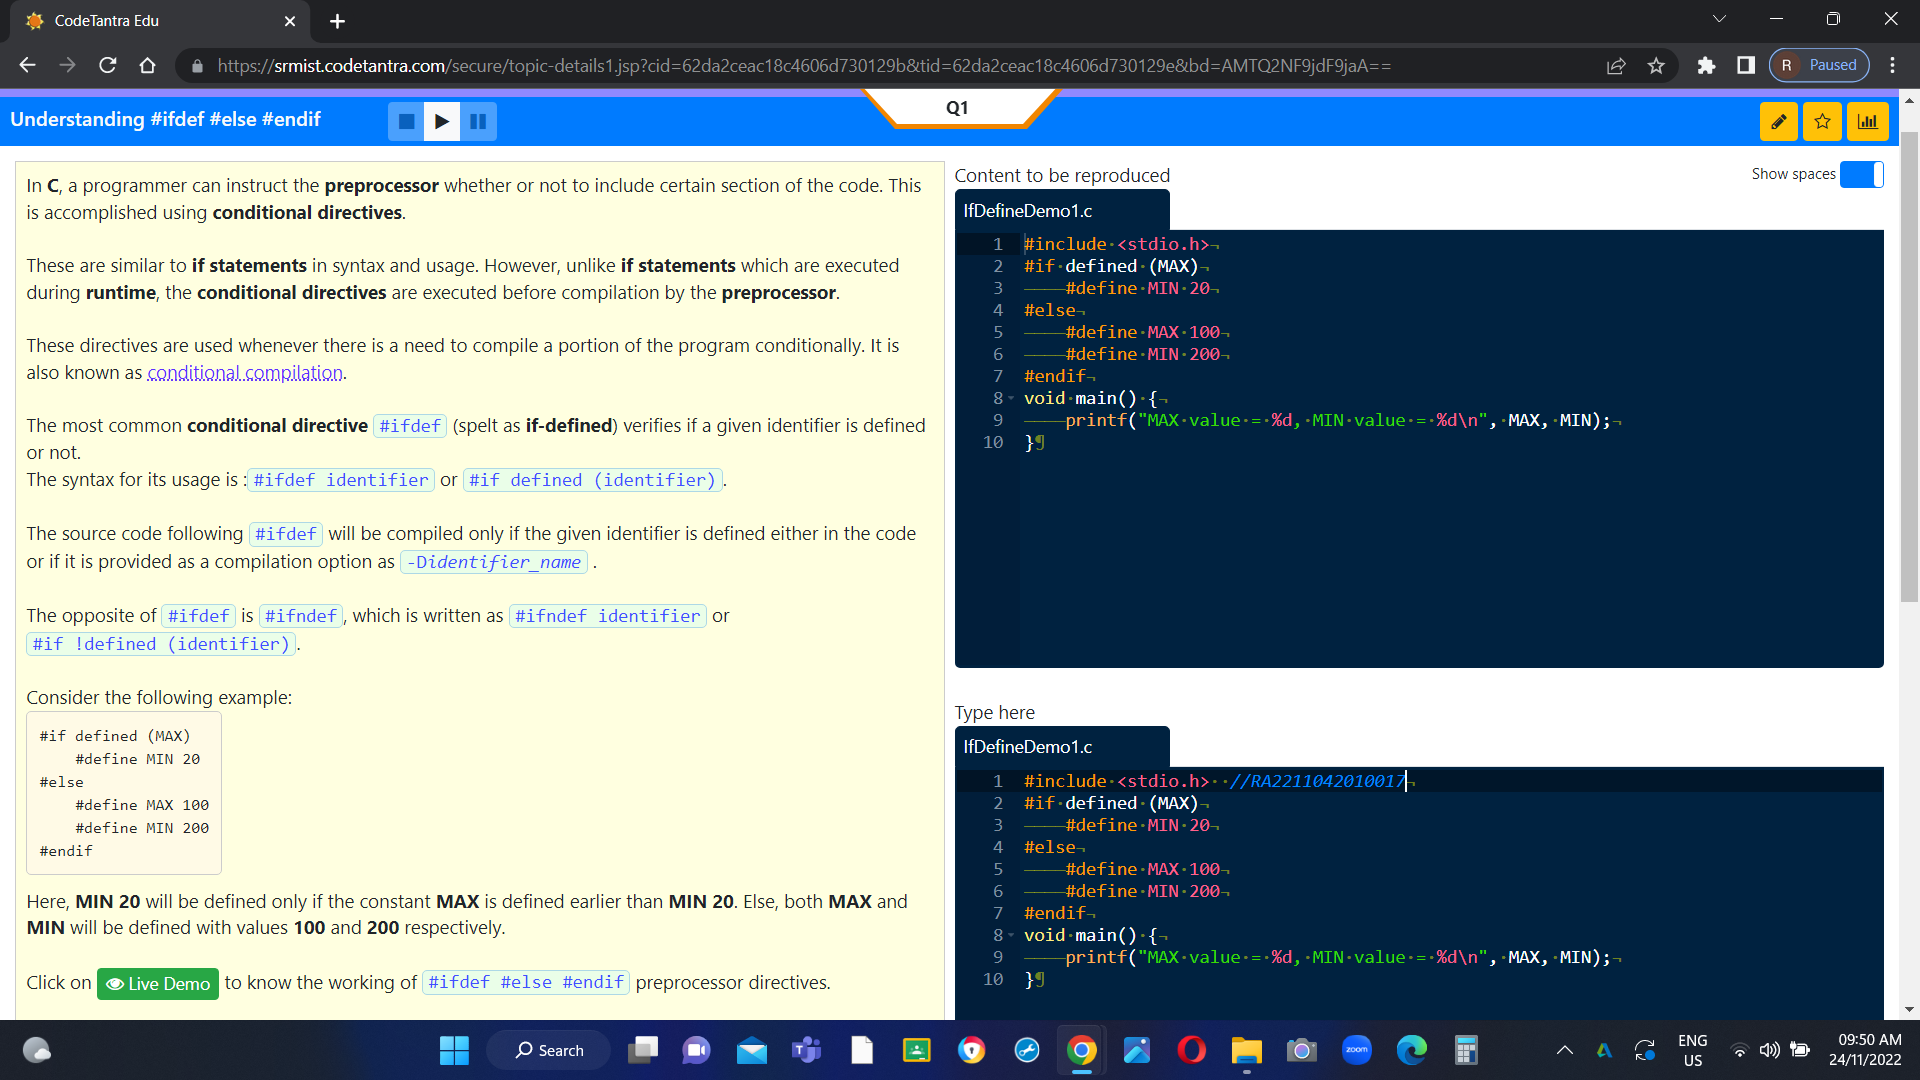 CodeTantra Edu
https://srmist.codetantra.com/secure/topic-details1.jsp?cid=62da2ceac18c4606d730129b&tid=62da2ceac18c4606d730129e&bd=AMTQ2NF9jdF9jaA==
R Paused
Understanding #ifdef #else #endif
Q1
In C, a programmer can instruct the preprocessor whether or not to include certain section of the code. This
is accomplished using conditional directives.
These are similar to if statements in syntax and usage. However, unlike if statements which are executed
during runtime, the conditional directives are executed before compilation by the preprocessor.
These directives are used whenever there is a need to compile a portion of the program conditionally. It is
also known as conditional compilation.
The most common conditional directive #ifdef (spelt as if-defined) verifies if a given identifier is defined
or not.
The syntax for its usage is : #ifdef identifier or #if defined (identifier).
The source code following #ifdef will be compiled only if the given identifier is defined either in the code
or if it is provided as a compilation option as -Didentifier_name .
The opposite of #ifdef is #ifndef, which is written as #ifndef identifier or
#if !defined (identifier).
Consider the following example:
#if defined (MAX)
    #define MIN 20
#else
    #define MAX 100
    #define MIN 200
#endif
Here, MIN 20 will be defined only if the constant MAX is defined earlier than MIN 20. Else, both MAX and
MIN will be defined with values 100 and 200 respectively.
Click on Live Demo to know the working of #ifdef #else #endif preprocessor directives.
Content to be reproduced
Show spaces
IfDefineDemo1.c
1 #include·<stdio.h>¬
2 #if·defined·(MAX)¬
3 ————#define·MIN·20¬
4 #else¬
5 ————#define·MAX·100¬
6 ————#define·MIN·200¬
7 #endif¬
8 void·main()·{¬
9 ————printf("MAX·value·=·%d,·MIN·value·=·%d\n",·MAX,·MIN);¬
10 }¶
Type here
IfDefineDemo1.c
1 #include·<stdio.h>··//RA2211042010017¬
2 #if·defined·(MAX)¬
3 ————#define·MIN·20¬
4 #else¬
5 ————#define·MAX·100¬
6 ————#define·MIN·200¬
7 #endif¬
8 void·main()·{¬
9 ————printf("MAX·value·=·%d,·MIN·value·=·%d\n",·MAX,·MIN);¬
10 }¶
Search
zoom
ENG
US
09:50 AM
24/11/2022